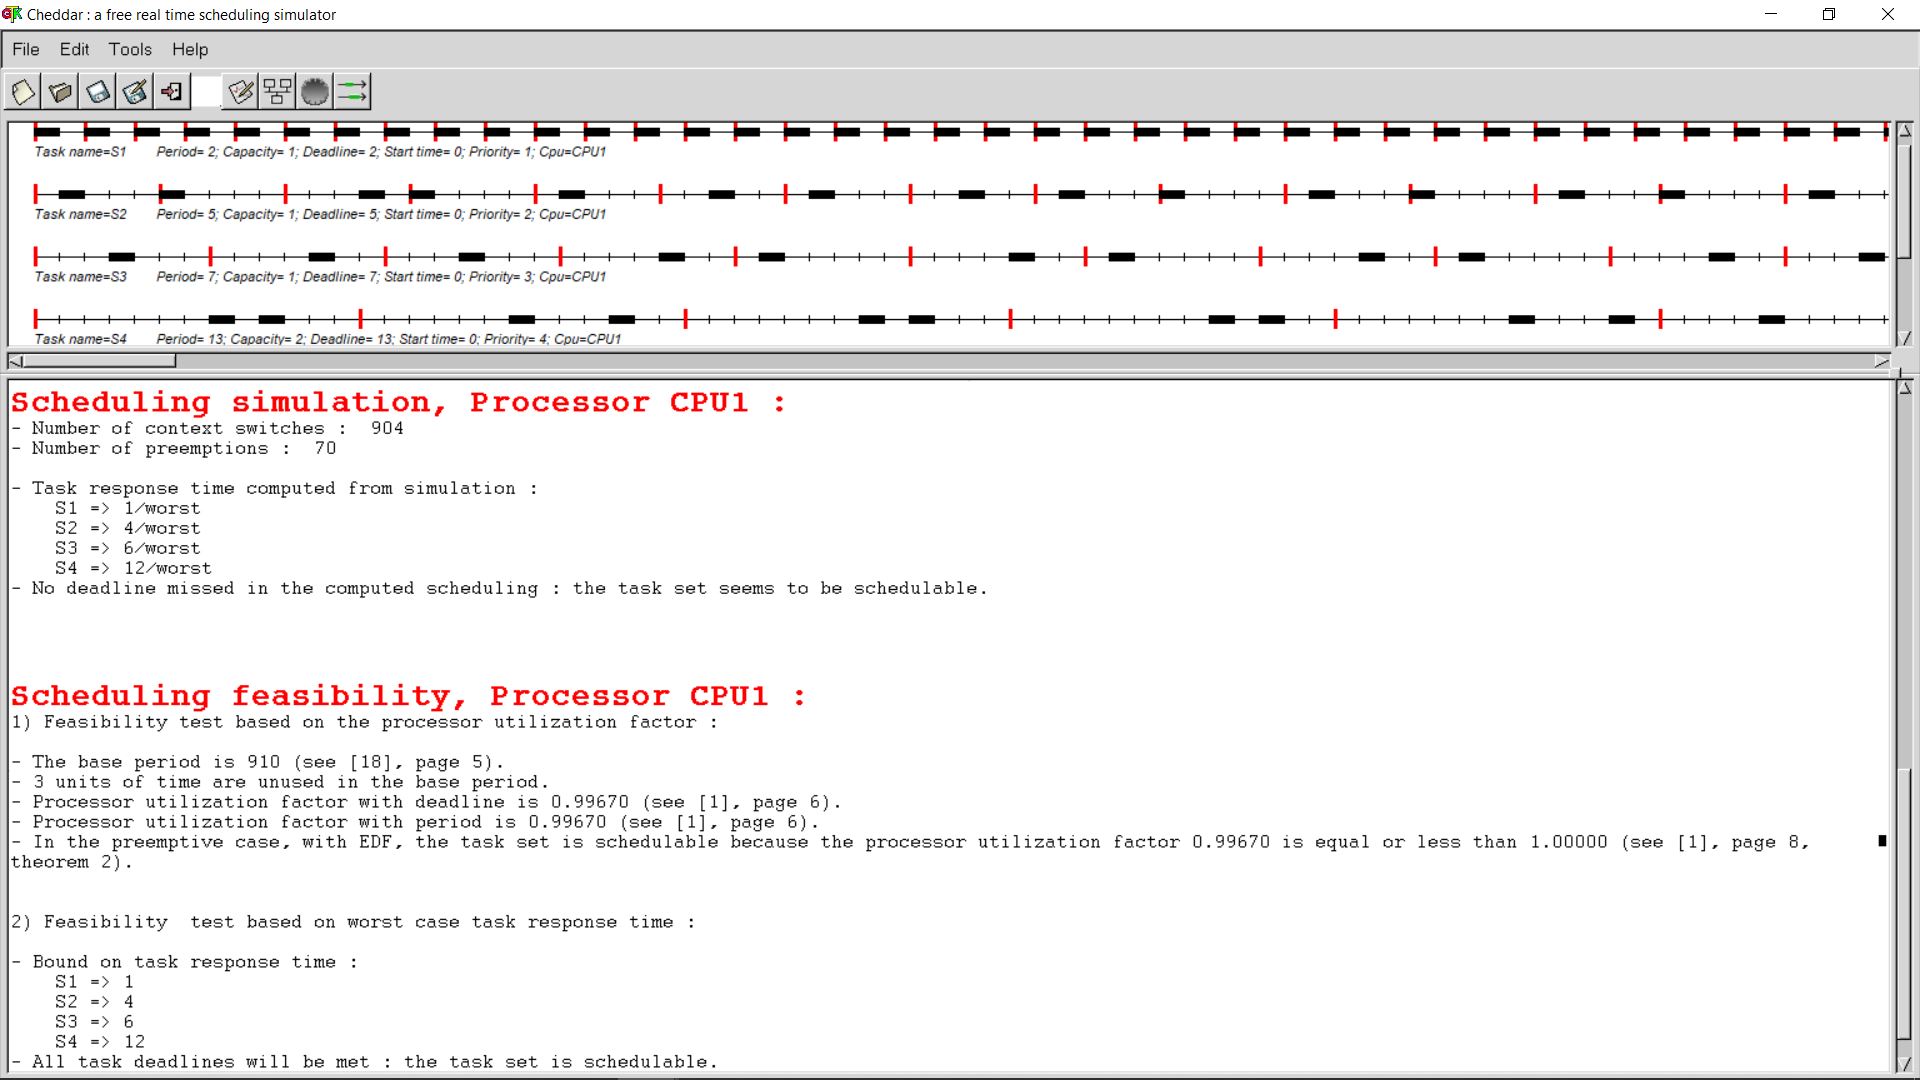 Cheddar : a free real time scheduling simulator
File Edit Tools Help
Task name=S1 Period= 2; Capacity= 1; Deadline= 2; Start time= 0; Priority= 1; Cpu=CPU1
Task name=S2 Period= 5; Capacity= 1; Deadline= 5; Start time= 0; Priority= 2; Cpu=CPU1
Task name=S3 Period= 7; Capacity= 1; Deadline= 7; Start time= 0; Priority= 3; Cpu=CPU1
Task name=S4 Period= 13; Capacity= 2; Deadline= 13; Start time= 0; Priority= 4; Cpu=CPU1
Scheduling simulation, Processor CPU1 :
- Number of context switches : 904
- Number of preemptions : 70
- Task response time computed from simulation :
S1 => 1/worst
S2 => 4/worst
S3 => 6/worst
S4 => 12/worst
- No deadline missed in the computed scheduling : the task set seems to be schedulable.
Scheduling feasibility, Processor CPU1 :
1) Feasibility test based on the processor utilization factor :
- The base period is 910 (see [18], page 5).
- 3 units of time are unused in the base period.
- Processor utilization factor with deadline is 0.99670 (see [1], page 6).
- Processor utilization factor with period is 0.99670 (see [1], page 6).
- In the preemptive case, with EDF, the task set is schedulable because the processor utilization factor 0.99670 is equal or less than 1.00000 (see [1], page 8,
theorem 2).
2) Feasibility test based on worst case task response time :
- Bound on task response time :
S1 => 1
S2 => 4
S3 => 6
S4 => 12
- All task deadlines will be met : the task set is schedulable.